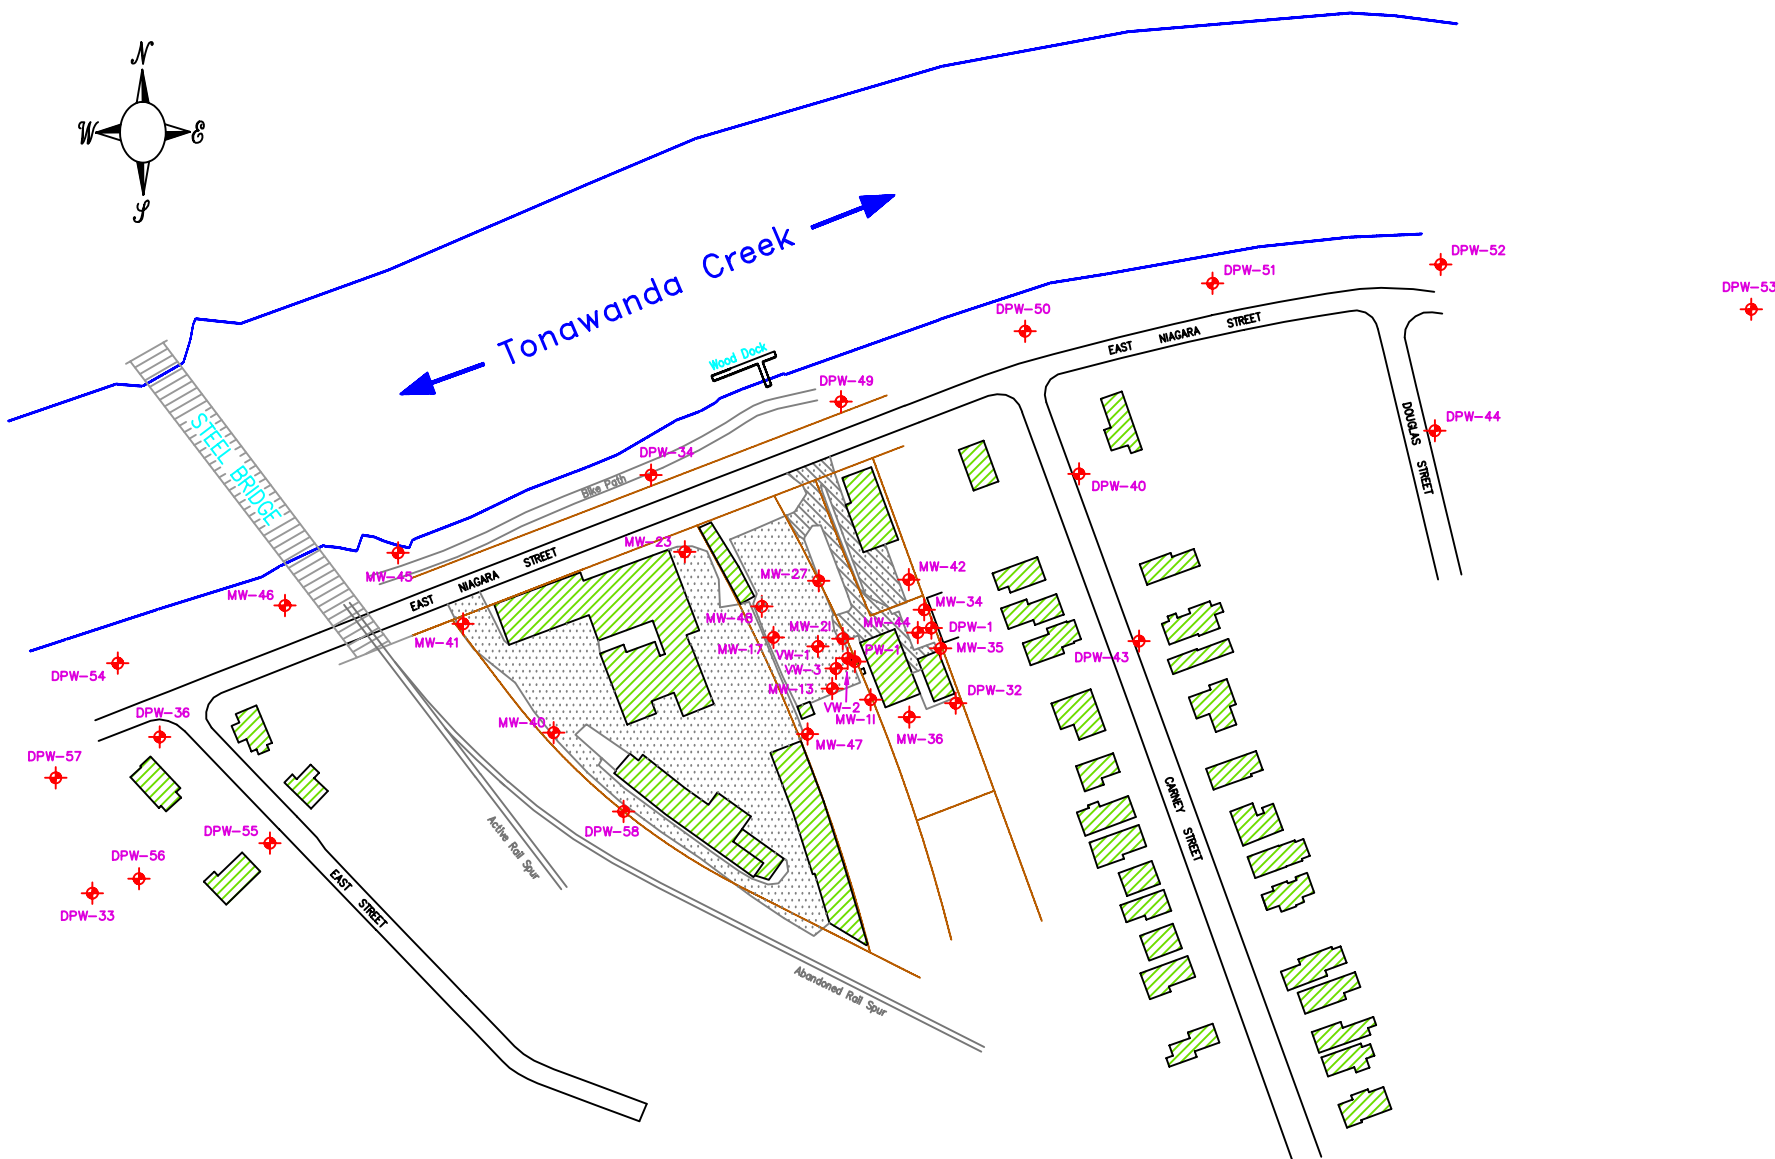 N
W
E
S
Tonawanda Creek
STEEL BRIDGE
Wood Dock
Bike Path
DPW-52
DPW-51
DPW-53
DPW-50
EAST NIAGARA STREET
DPW-49
DOUGLAS STREET
DPW-44
DPW-34
DPW-40
MW-23
MW-45
EAST NIAGARA STREET
MW-27
MW-42
MW-46
MW-34
MW-48
MW-44
DPW-1
MW-21
MW-41
MW-17
VW-1
PW-1
MW-35
DPW-43
VW-3
DPW-54
MW-13
DPW-32
VW-2
DPW-36
MW-11
MW-40
MW-36
MW-47
DPW-57
CARNEY STREET
DPW-55
DPW-58
Active Rail Spur
DPW-56
EAST STREET
DPW-33
Abandoned Rail Spur